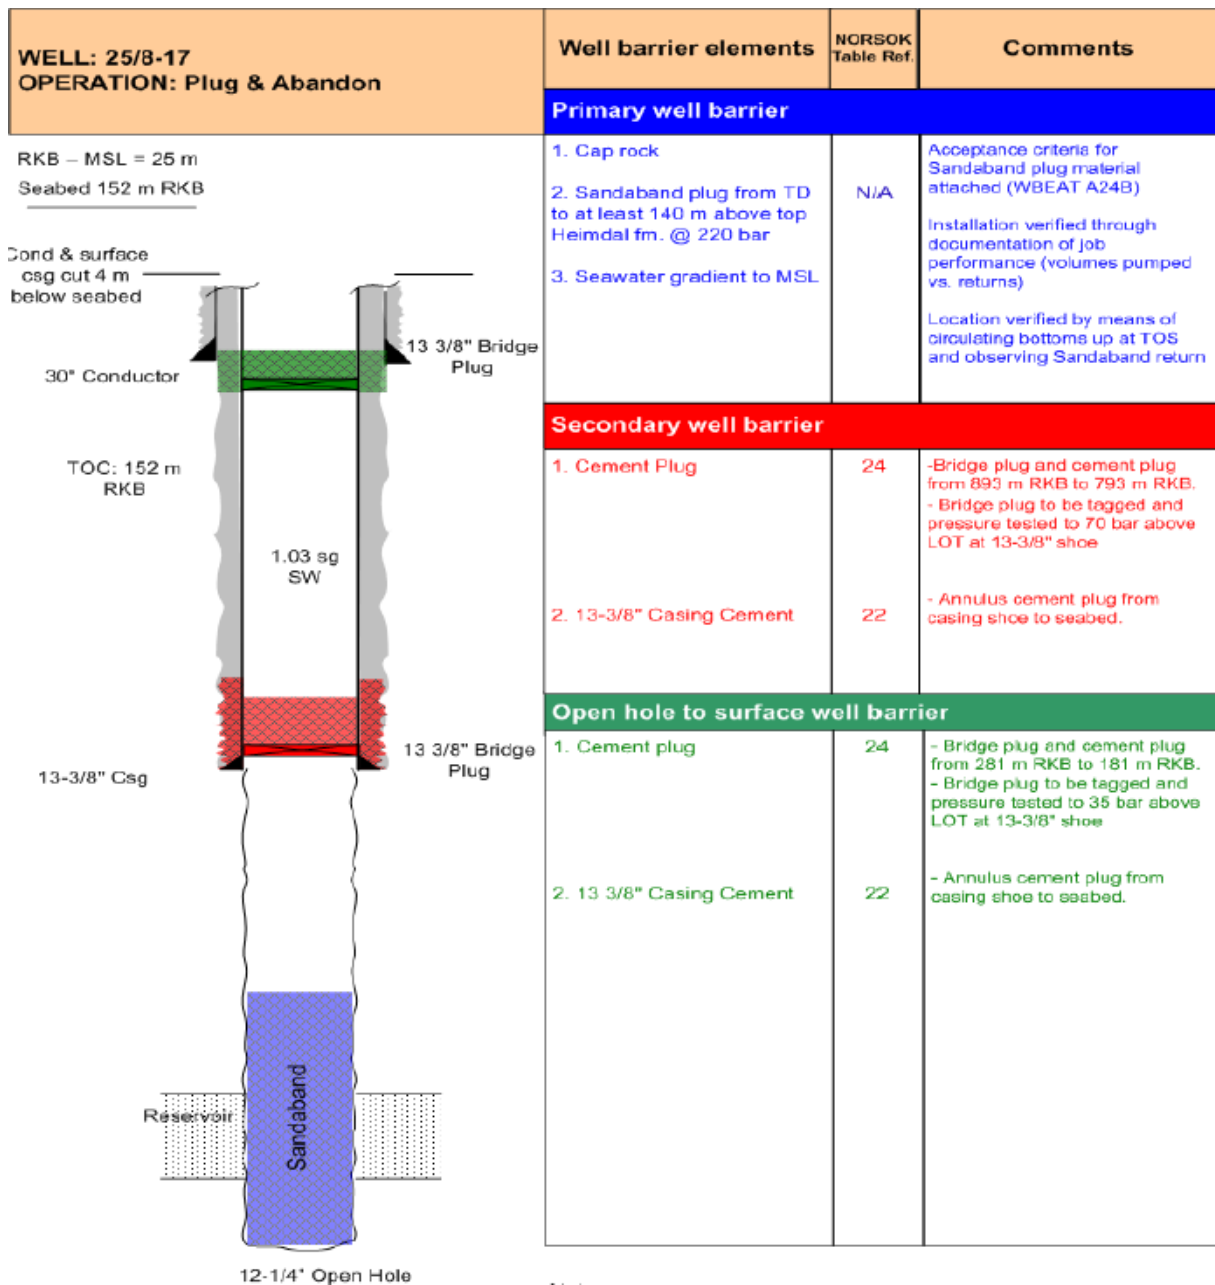 WELL: 25/8-17
OPERATION: Plug & Abandon
Well barrier elements
NORSOK
Table Ref.
Comments
Primary well barrier
RKB – MSL = 25 m
Seabed 152 m RKB
Cond & surface
csg cut 4 m
below seabed
13 3/8" Bridge
Plug
30" Conductor
TOC: 152 m
RKB
1.03 sg
SW
13 3/8" Bridge
Plug
13-3/8" Csg
Reservoir
Sandaband
12-1/4" Open Hole
1. Cap rock
2. Sandaband plug from TD
to at least 140 m above top
Heimdal fm. @ 220 bar
3. Seawater gradient to MSL
N/A
Acceptance criteria for
Sandaband plug material
attached (WBEAT A24B)
Installation verified through
documentation of job
performance (volumes pumped
vs. returns)
Location verified by means of
circulating bottoms up at TOS
and observing Sandaband return
Secondary well barrier
1. Cement Plug
24
-Bridge plug and cement plug
from 893 m RKB to 793 m RKB.
- Bridge plug to be tagged and
pressure tested to 70 bar above
LOT at 13-3/8" shoe
2. 13-3/8" Casing Cement
22
- Annulus cement plug from
casing shoe to seabed.
Open hole to surface well barrier
1. Cement plug
24
- Bridge plug and cement plug
from 281 m RKB to 181 m RKB.
- Bridge plug to be tagged and
pressure tested to 35 bar above
LOT at 13-3/8" shoe
2. 13 3/8" Casing Cement
22
- Annulus cement plug from
casing shoe to seabed.